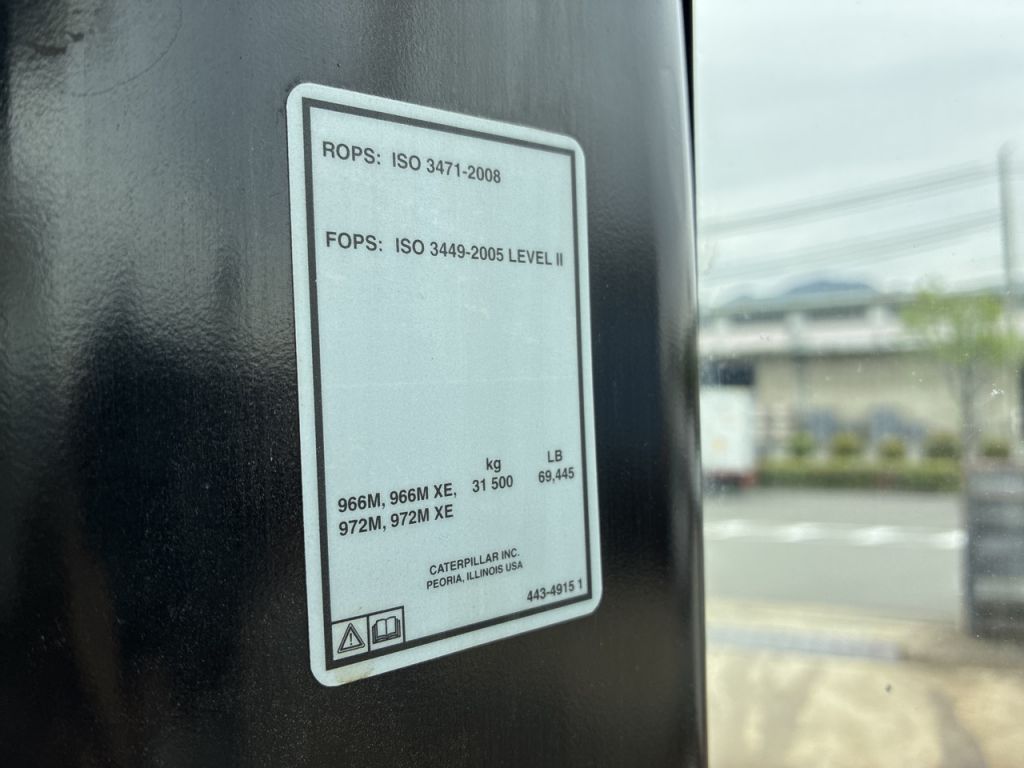 ROPS: ISO 3471-2008
FOPS: ISO 3449-2005 LEVEL II
kg LB
966M, 966M XE, 31 500 69,445
972M, 972M XE
CATERPILLAR INC.
PEORIA, ILLINOIS USA
443-4915 1